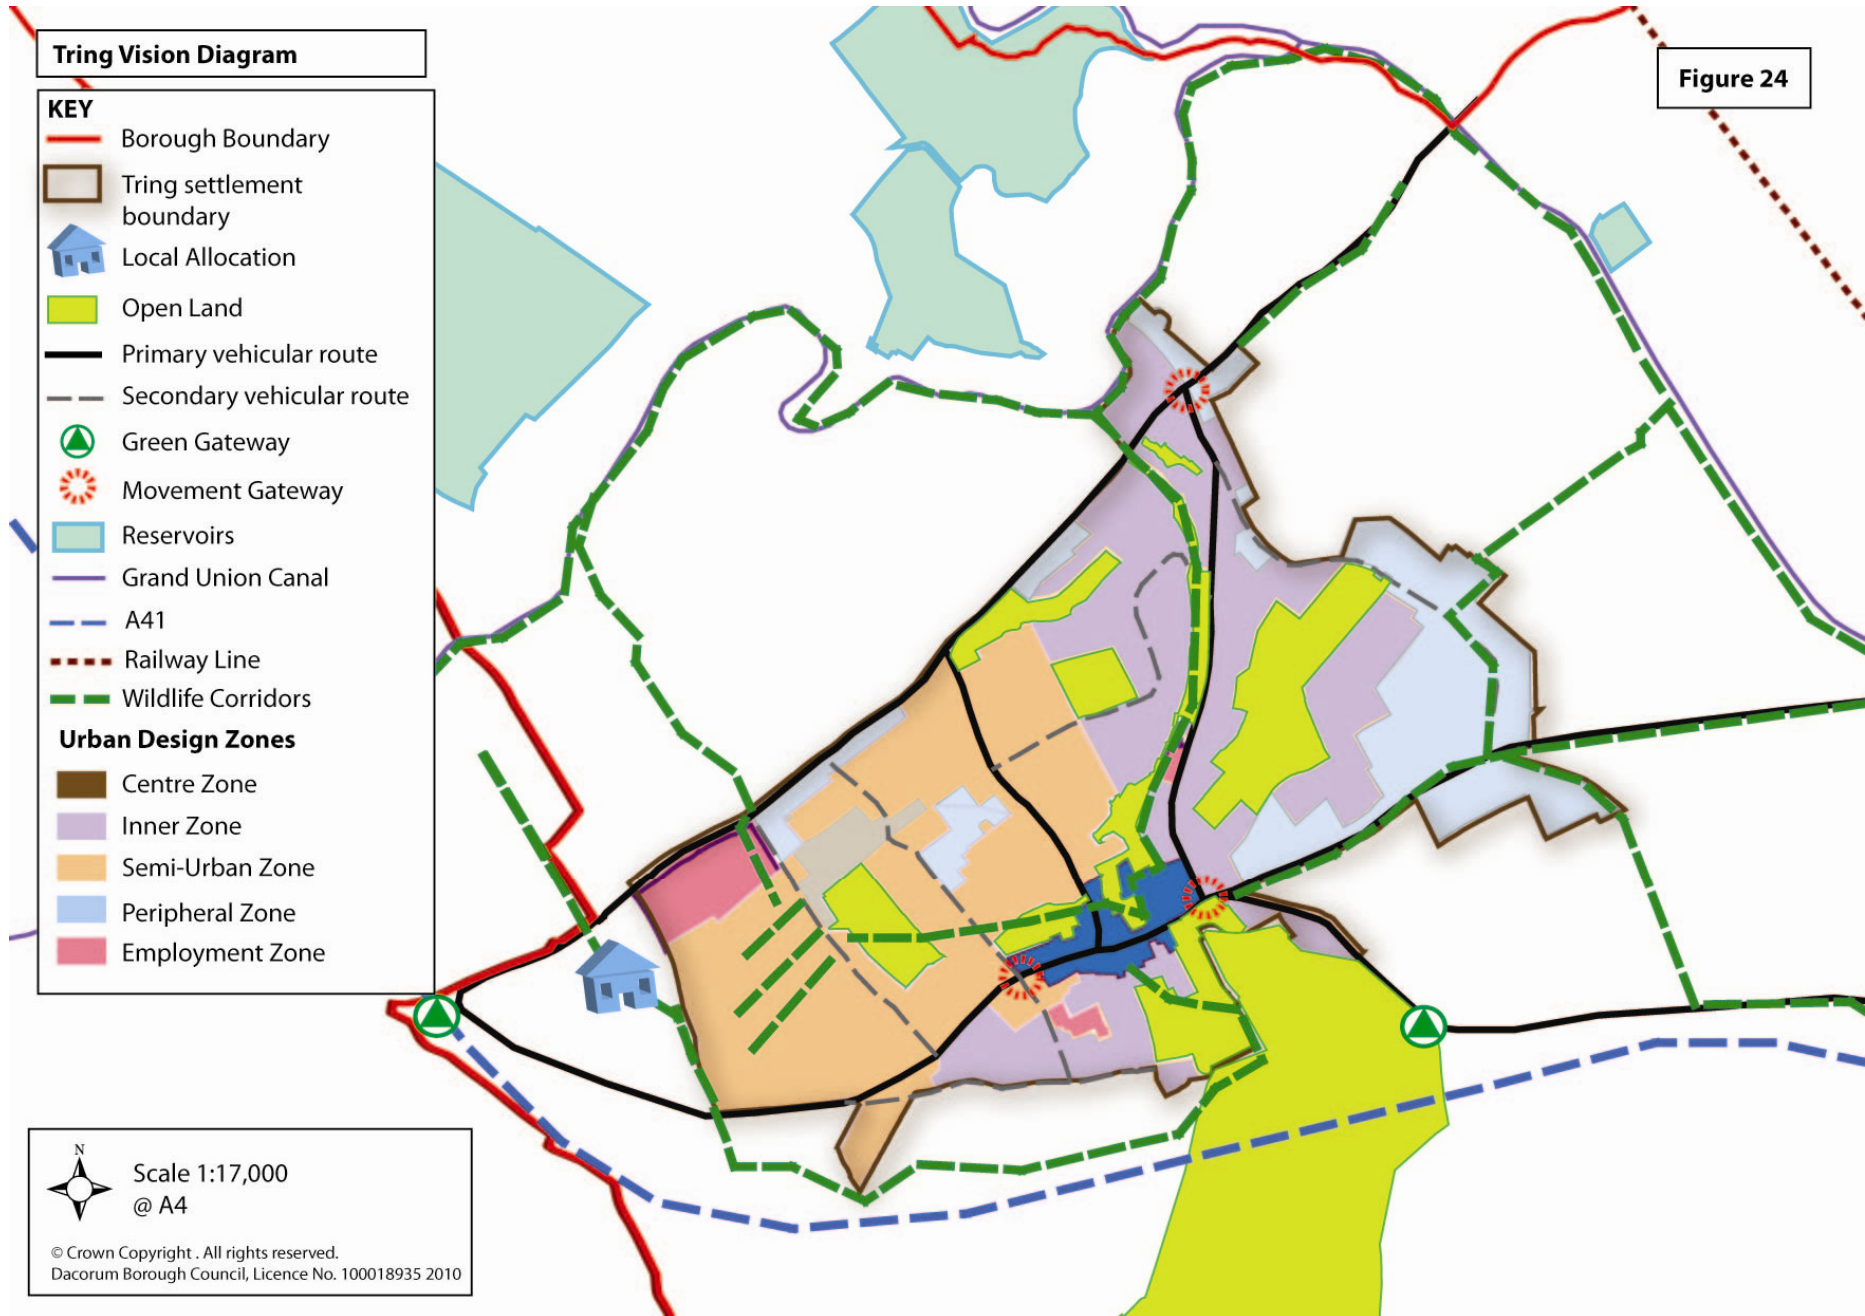 Tring Vision Diagram
Figure 24
KEY
Borough Boundary
Tring settlement
boundary
Local Allocation
Open Land
Primary vehicular route
Secondary vehicular route
Green Gateway
Movement Gateway
Reservoirs
Grand Union Canal
A41
Railway Line
Wildlife Corridors
Urban Design Zones
Centre Zone
Inner Zone
Semi-Urban Zone
Peripheral Zone
Employment Zone
N
Scale 1:17,000
@ A4
© Crown Copyright . All rights reserved.
Dacorum Borough Council, Licence No. 100018935 2010